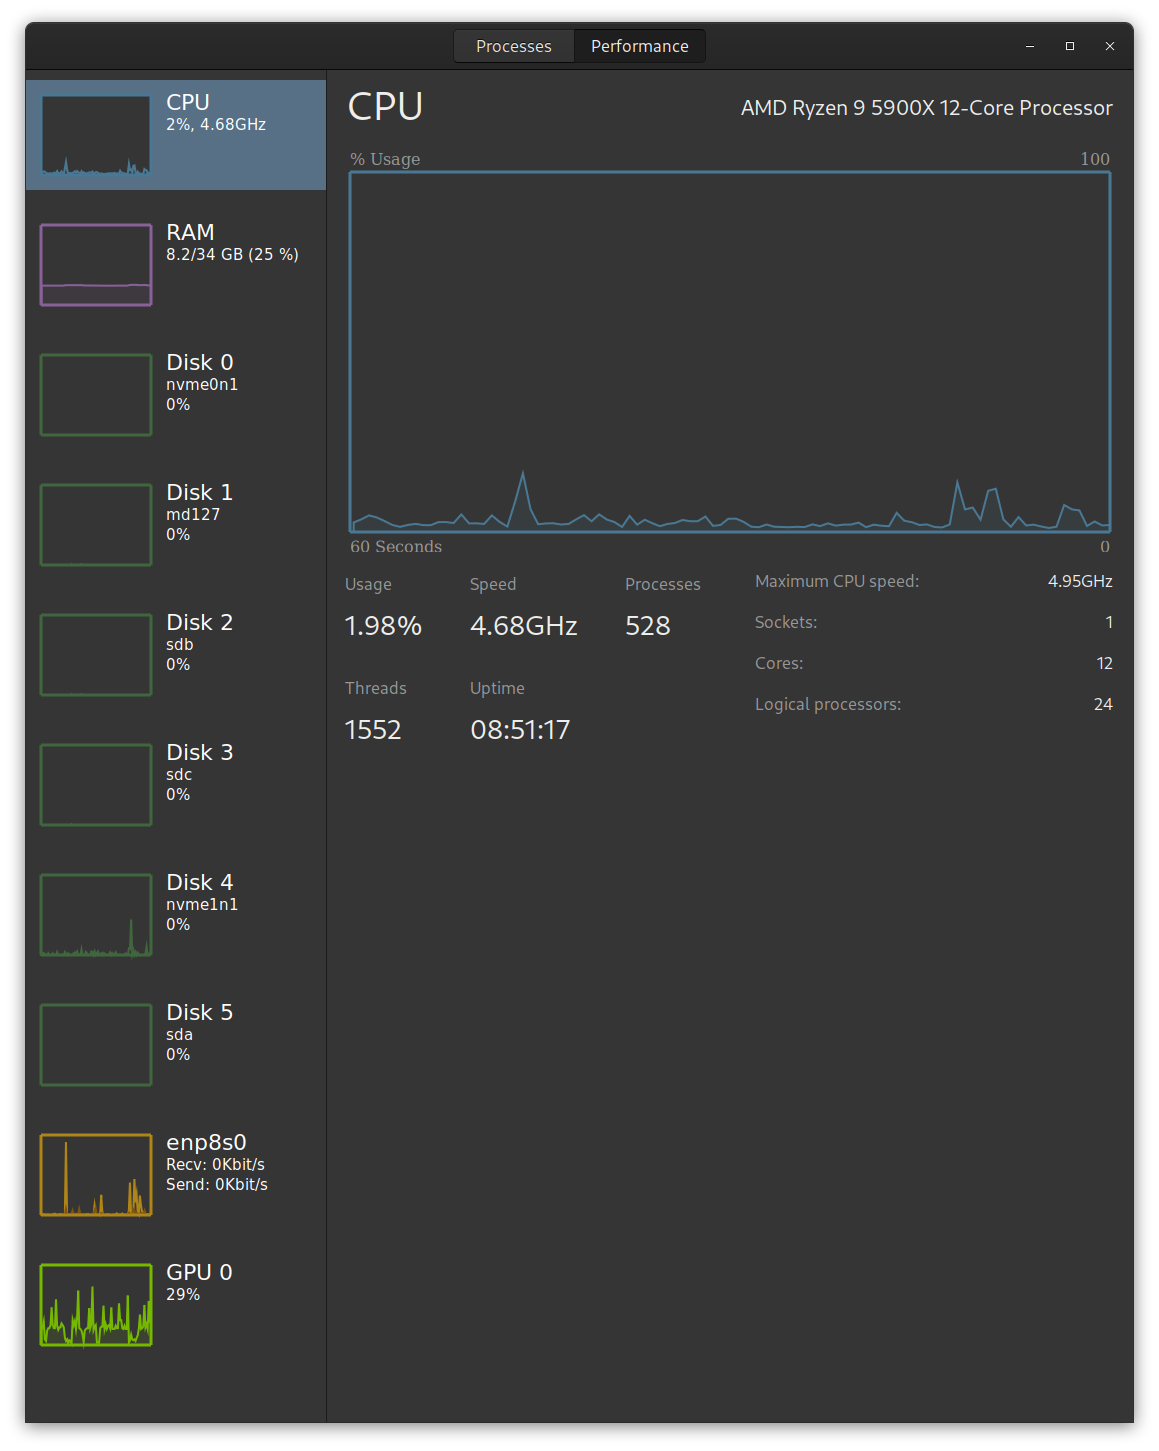 Processes Performance
CPU
2%, 4.68GHz
RAM
8.2/34 GB (25 %)
Disk 0
nvme0n1
0%
Disk 1
md127
0%
Disk 2
sdb
0%
Disk 3
sdc
0%
Disk 4
nvme1n1
0%
Disk 5
sda
0%
enp8s0
Recv: 0Kbit/s
Send: 0Kbit/s
GPU 0
29%
CPU AMD Ryzen 9 5900X 12-Core Processor
% Usage 100
60 Seconds 0
Usage Speed Processes
1.98% 4.68GHz 528
Threads Uptime
1552 08:51:17
Maximum CPU speed: 4.95GHz
Sockets: 1
Cores: 12
Logical processors: 24